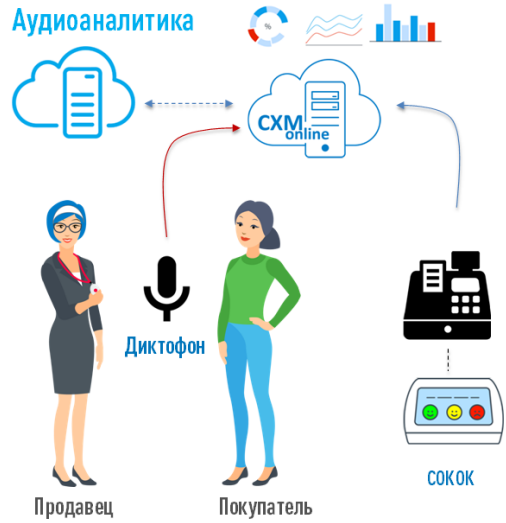 Аудиоаналитика
%
CXM
online
Диктофон
Продавец
Покупатель
СОКОК